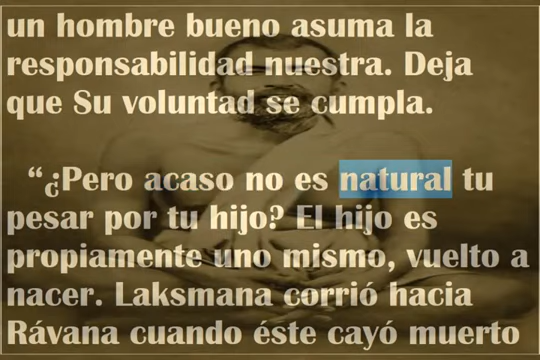 un hombre bueno asuma la
responsabilidad nuestra. Deja
que Su voluntad se cumpla.
“¿Pero acaso no es natural tu
pesar por tu hijo? El hijo es
propiamente uno mismo, vuelto a
nacer. Laksmana corrió hacia
Rávana cuando éste cayó muerto